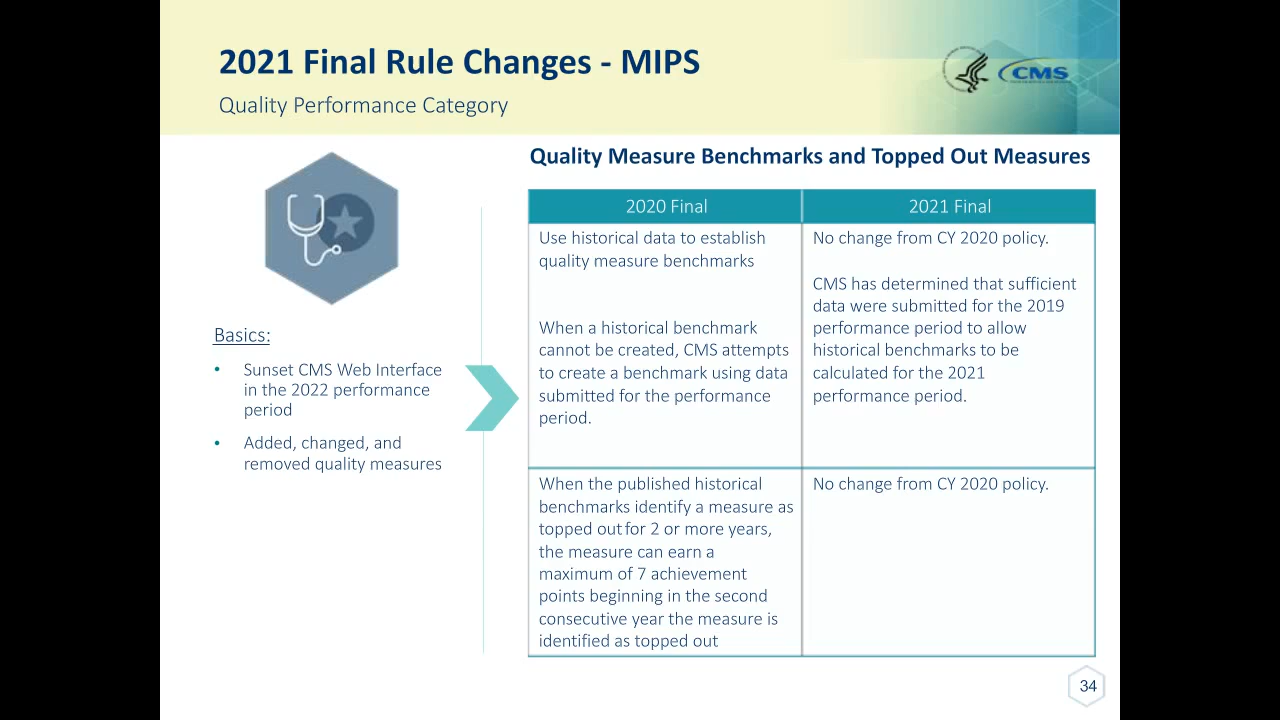 2021 Final Rule Changes - MIPS
Quality Performance Category
CMS
Basics:
• Sunset CMS Web Interface
in the 2022 performance
period
• Added, changed, and
removed quality measures
Quality Measure Benchmarks and Topped Out Measures
2020 Final
Use historical data to establish
quality measure benchmarks
When a historical benchmark
cannot be created, CMS attempts
to create a benchmark using data
submitted for the performance
period.
2021 Final
No change from CY 2020 policy.
CMS has determined that sufficient
data were submitted for the 2019
performance period to allow
historical benchmarks to be
calculated for the 2021
performance period.
When the published historical
benchmarks identify a measure as
topped out for 2 or more years,
the measure can earn a
maximum of 7 achievement
points beginning in the second
consecutive year the measure is
identified as topped out
No change from CY 2020 policy.
34